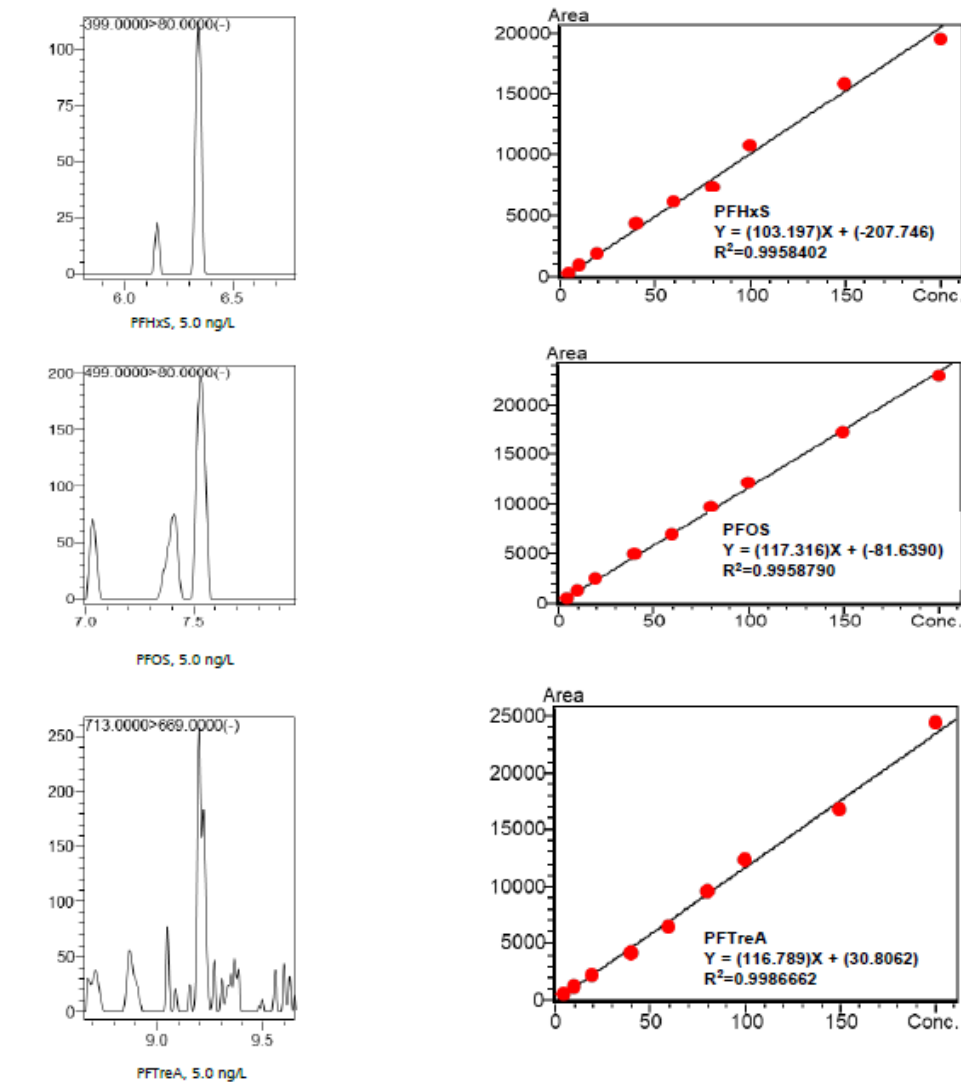 399.0000>80.0000(-)
100
75
50
25
0
6.0 6.5
PFHxS, 5.0 ng/L
Area
20000
15000
10000
5000
0
PFHxS
Y = (103.197)X + (-207.746)
R²=0.9958402
0 50 100 150 Conc.
499.0000>80.0000(-)
200
150
100
50
0
7.0 7.5
PFOS, 5.0 ng/L
Area
20000
15000
10000
5000
0
PFOS
Y = (117.316)X + (-81.6390)
R²=0.9958790
0 50 100 150 Conc.
713.0000>669.0000(-)
250
200
150
100
50
0
9.0 9.5
PFTreA, 5.0 ng/L
Area
25000
20000
15000
10000
5000
0
PFTreA
Y = (116.789)X + (30.8062)
R²=0.9986662
0 50 100 150 Conc.